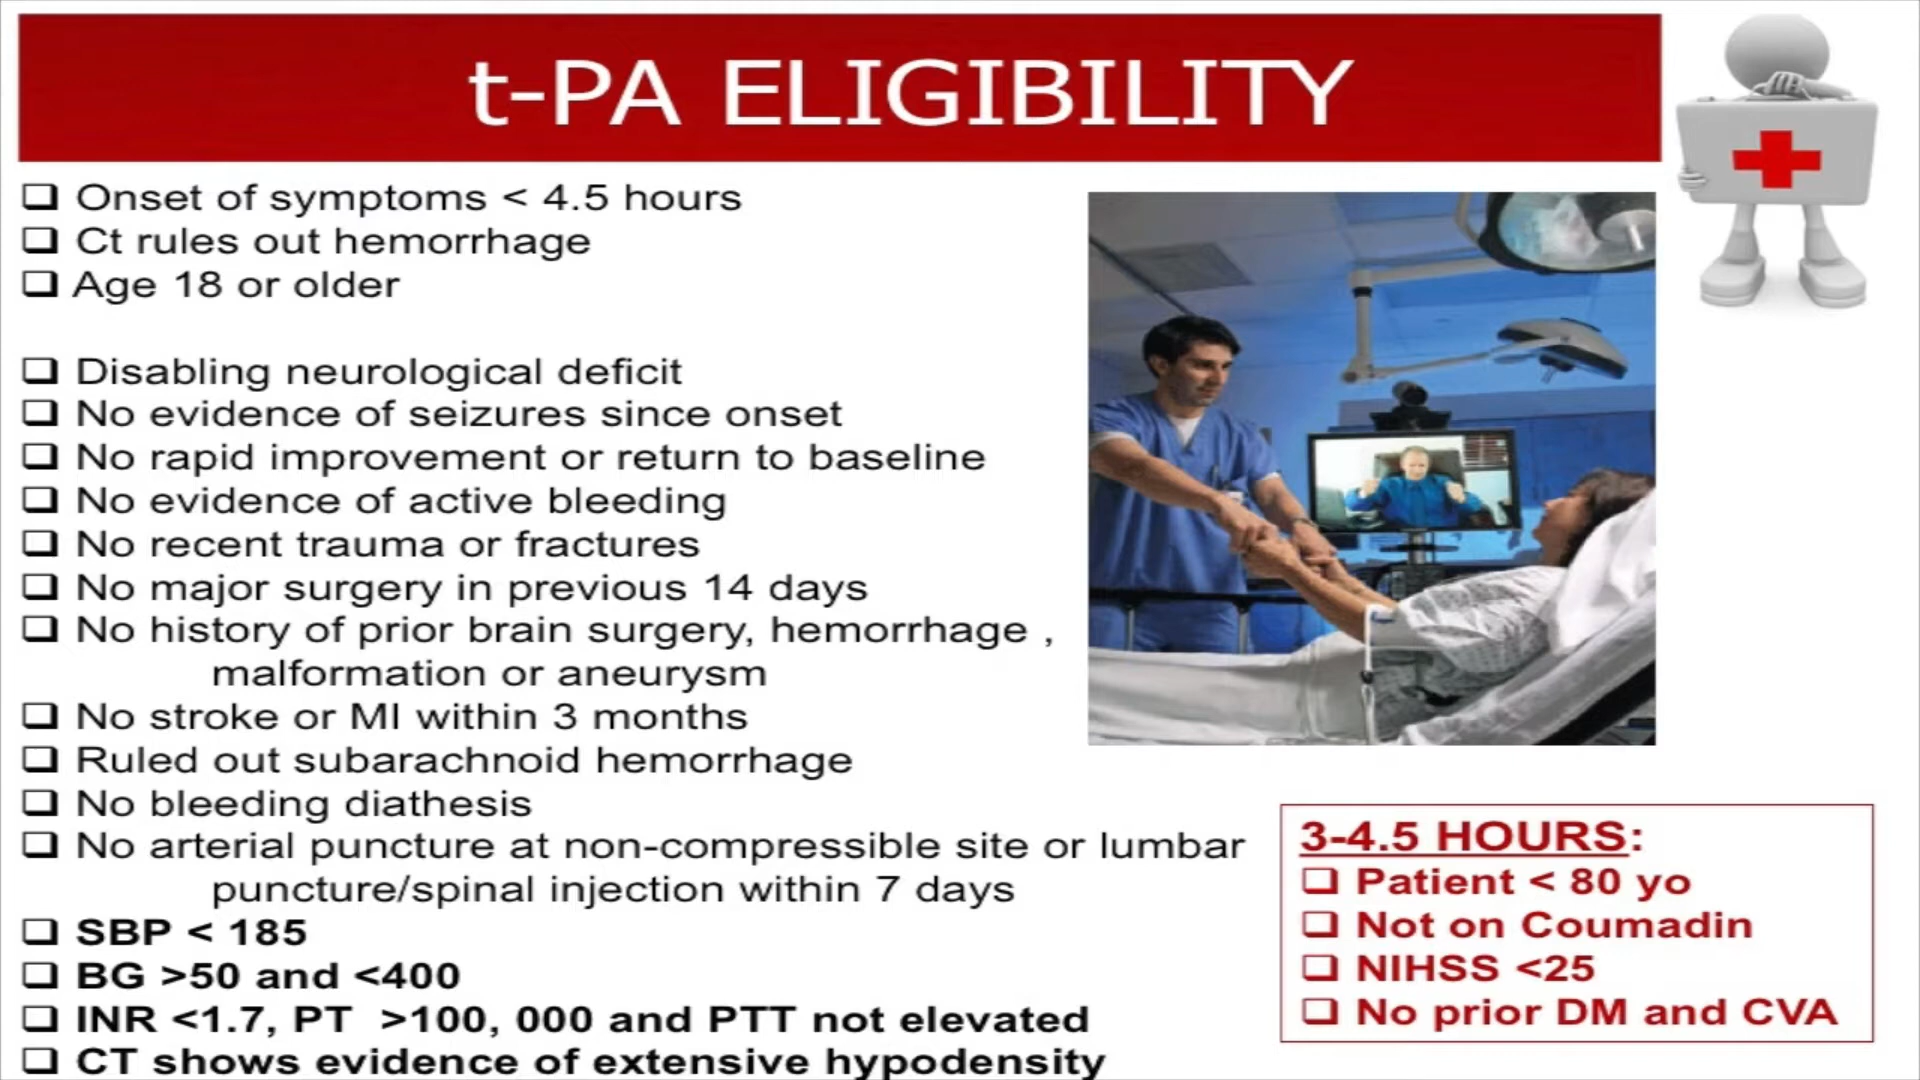 t-PA ELIGIBILITY
Onset of symptoms < 4.5 hours
Ct rules out hemorrhage
Age 18 or older
Disabling neurological deficit
No evidence of seizures since onset
No rapid improvement or return to baseline
No evidence of active bleeding
No recent trauma or fractures
No major surgery in previous 14 days
No history of prior brain surgery, hemorrhage ,
malformation or aneurysm
No stroke or MI within 3 months
Ruled out subarachnoid hemorrhage
No bleeding diathesis
No arterial puncture at non-compressible site or lumbar
puncture/spinal injection within 7 days
SBP < 185
BG >50 and <400
INR <1.7, PT >100, 000 and PTT not elevated
CT shows evidence of extensive hypodensity
3-4.5 HOURS:
Patient < 80 yo
Not on Coumadin
NIHSS <25
No prior DM and CVA